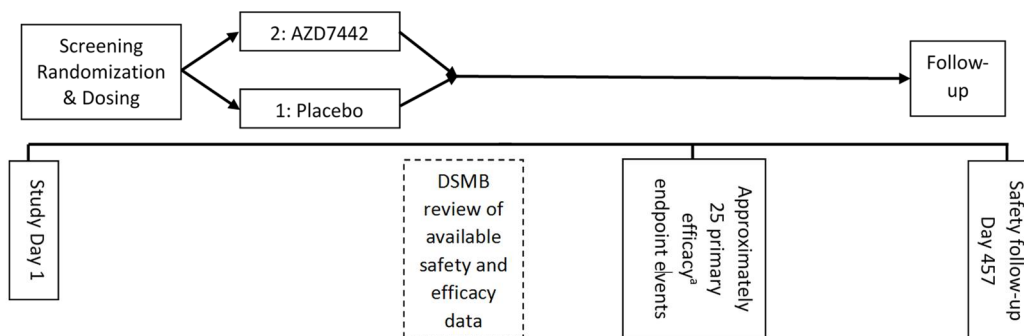 Screening
Randomization
& Dosing
2: AZD7442
1: Placebo
Follow-
up
Study Day 1
DSMB
review of
available
safety and
efficacy
data
Approximately
25 primary
efficacyᵃ
endpoint events
Safety follow-up
Day 457